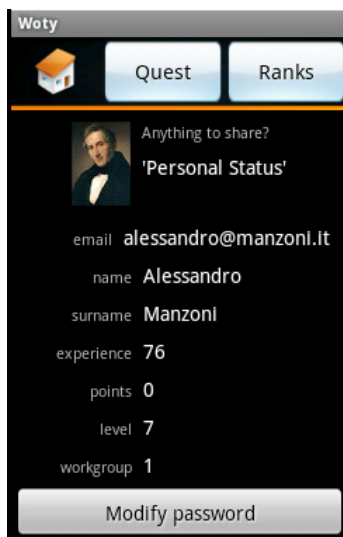 Woty
Quest Ranks
Anything to share?
'Personal Status'
email alessandro@manzoni.it
name Alessandro
surname Manzoni
experience 76
points 0
level 7
workgroup 1
Modify password